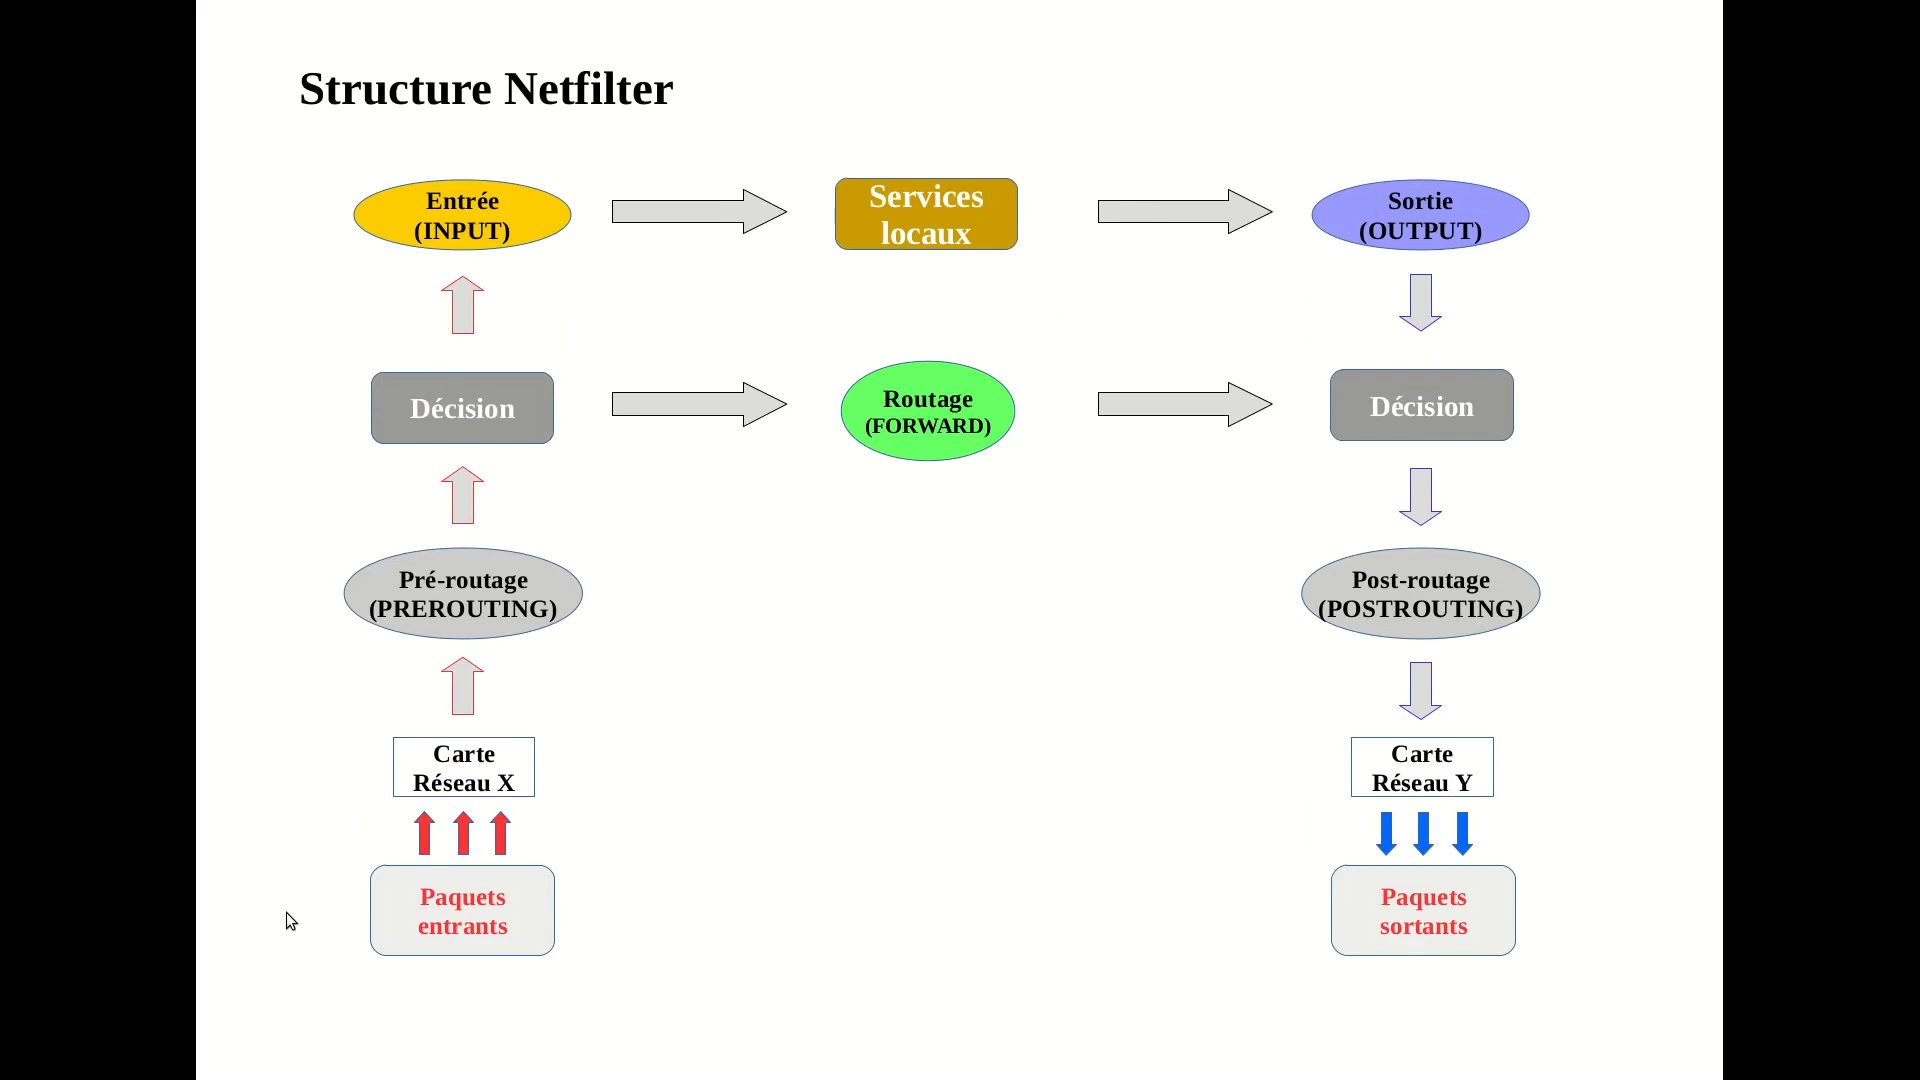 Structure Netfilter
Entrée
(INPUT)
Services
locaux
Sortie
(OUTPUT)
Décision
Routage
(FORWARD)
Décision
Pré-routage
(PREROUTING)
Post-routage
(POSTROUTING)
Carte
Réseau X
Carte
Réseau Y
Paquets
entrants
Paquets
sortants